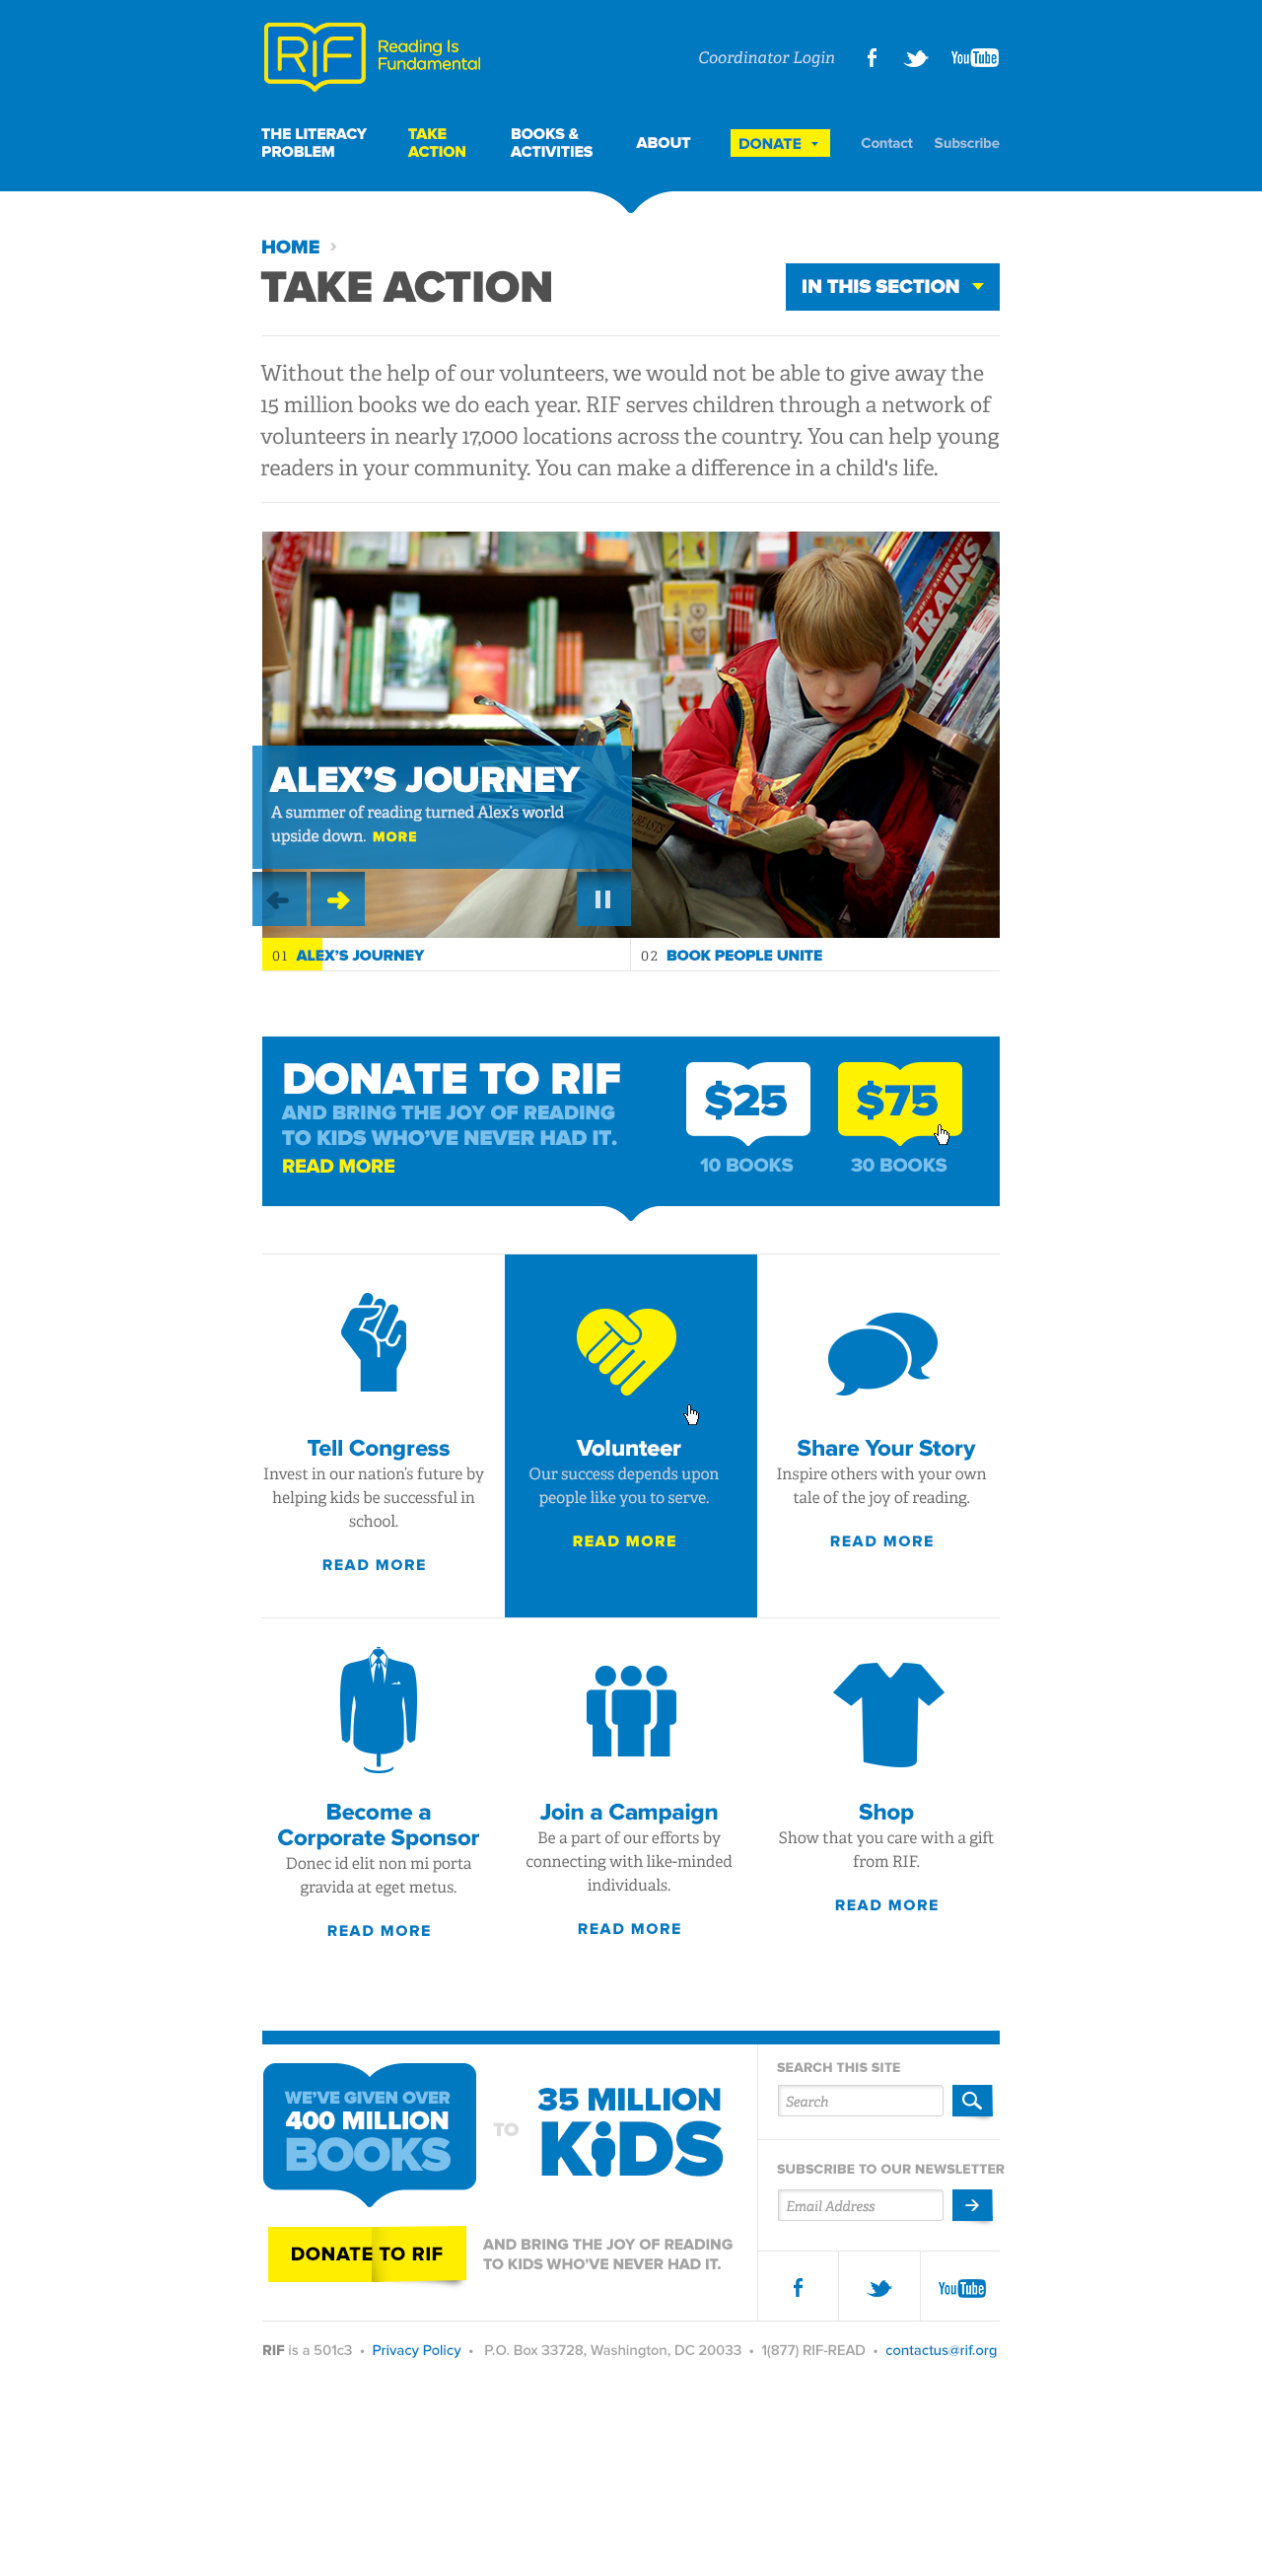 RIF
Reading Is
Fundamental
Coordinator Login
f
YouTube
THE LITERACY
PROBLEM
TAKE
ACTION
BOOKS &
ACTIVITIES
ABOUT
DONATE
Contact
Subscribe
HOME ›
TAKE ACTION
IN THIS SECTION
Without the help of our volunteers, we would not be able to give away the
15 million books we do each year. RIF serves children through a network of
volunteers in nearly 17,000 locations across the country. You can help young
readers in your community. You can make a difference in a child's life.
TRAINS
ALEX’S JOURNEY
A summer of reading turned Alex’s world
upside down. MORE
01 ALEX’S JOURNEY
02 BOOK PEOPLE UNITE
DONATE TO RIF
AND BRING THE JOY OF READING
TO KIDS WHO’VE NEVER HAD IT.
READ MORE
$25
10 BOOKS
$75
30 BOOKS
Tell Congress
Invest in our nation’s future by
helping kids be successful in
school.
READ MORE
Volunteer
Our success depends upon
people like you to serve.
READ MORE
Share Your Story
Inspire others with your own
tale of the joy of reading.
READ MORE
Become a
Corporate Sponsor
Donec id elit non mi porta
gravida at eget metus.
READ MORE
Join a Campaign
Be a part of our efforts by
connecting with like-minded
individuals.
READ MORE
Shop
Show that you care with a gift
from RIF.
READ MORE
WE’VE GIVEN OVER
400 MILLION
BOOKS
TO
35 MILLION
KiDS
DONATE TO RIF
AND BRING THE JOY OF READING
TO KIDS WHO’VE NEVER HAD IT.
SEARCH THIS SITE
Search
SUBSCRIBE TO OUR NEWSLETTER
Email Address
f
YouTube
RIF is a 501c3 • Privacy Policy • P.O. Box 33728, Washington, DC 20033 • 1(877) RIF-READ • contactus@rif.org